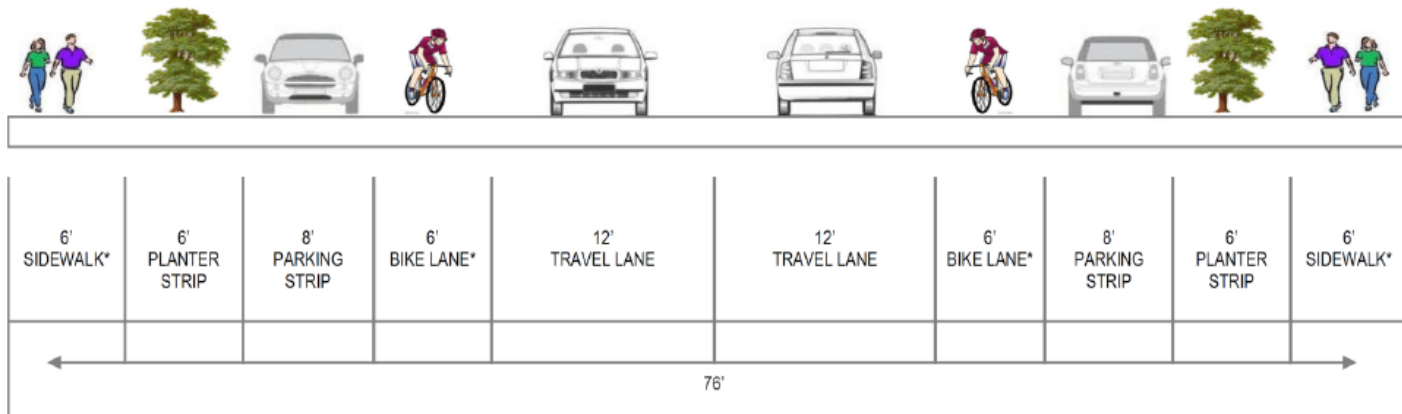 6'
SIDEWALK*
6'
PLANTER
STRIP
8'
PARKING
STRIP
6'
BIKE LANE*
12'
TRAVEL LANE
12'
TRAVEL LANE
6'
BIKE LANE*
8'
PARKING
STRIP
6'
PLANTER
STRIP
6'
SIDEWALK*
76'